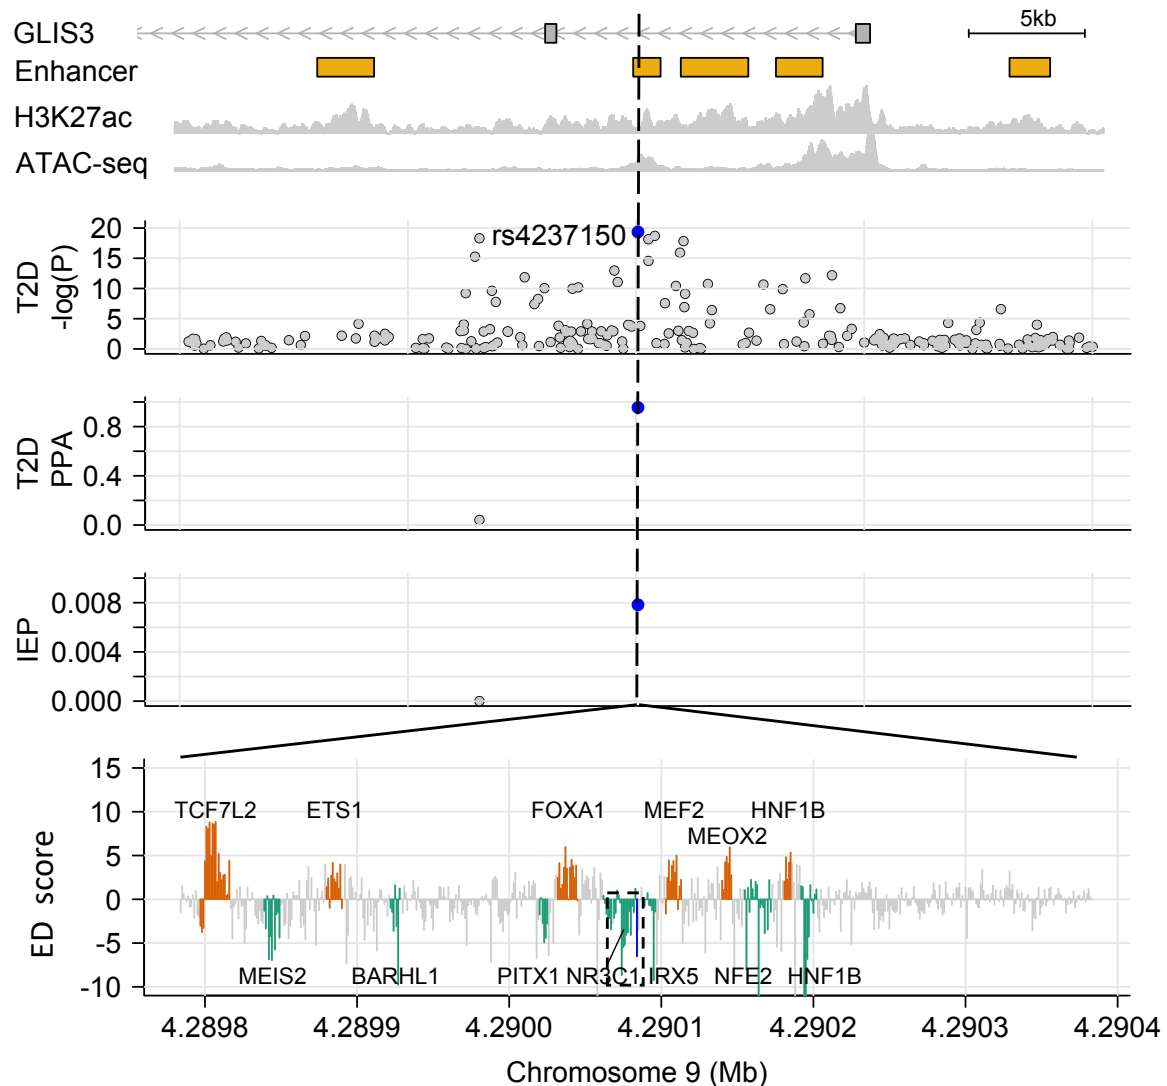 GLIS3
5kb
Enhancer
H3K27ac
ATAC-seq
T2D
-log(P)
20
15
10
5
0
rs4237150
T2D
PPA
0.8
0.4
0.0
IEP
0.008
0.004
0.000
ED score
15
10
5
0
-5
-10
TCF7L2 ETS1 FOXA1 MEF2 HNF1B
MEOX2
MEIS2 BARHL1 PITX1 NR3C1 IRX5 NFE2 HNF1B
4.2898 4.2899 4.2900 4.2901 4.2902 4.2903 4.2904
Chromosome 9 (Mb)